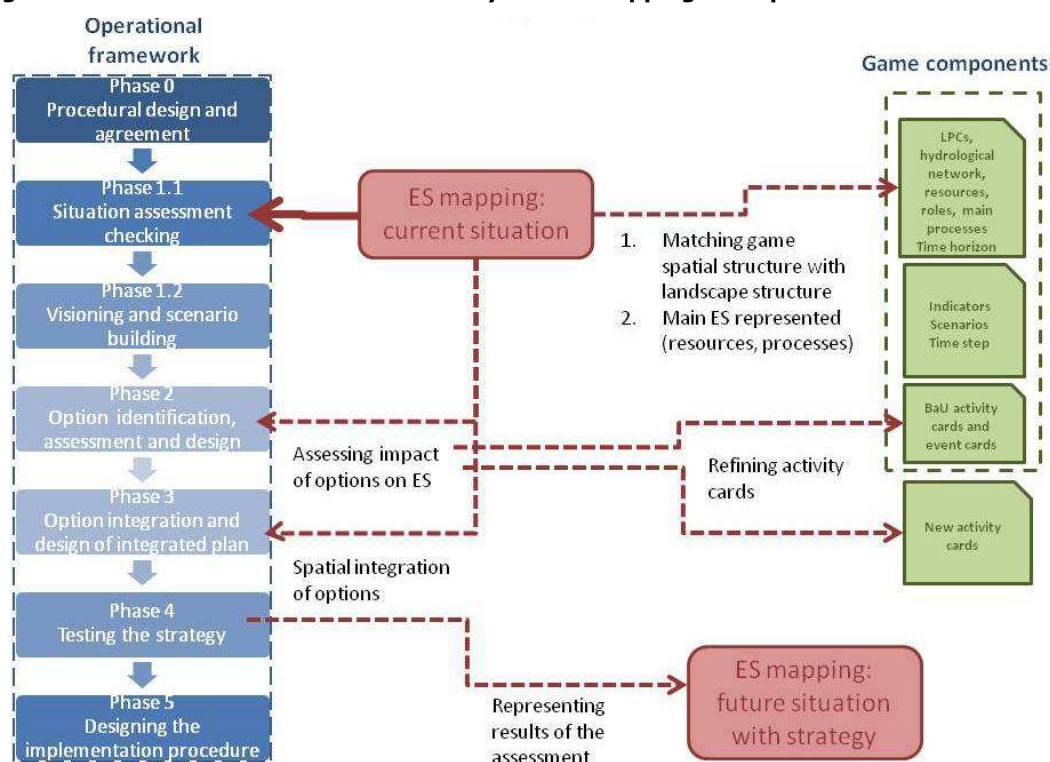 Operational
framework
Phase 0
Procedural design and
agreement
Phase 1.1
Situation assessment
checking
Phase 1.2
Visioning and scenario
building
Phase 2
Option identification,
assessment and design
Phase 3
Option integration and
design of integrated plan
Phase 4
Testing the strategy
Phase 5
Designing the
implementation procedure
ES mapping:
current situation
1. Matching game
spatial structure with
landscape structure
2. Main ES represented
(resources, processes)
Assessing impact
of options on ES
Refining activity
cards
Spatial integration
of options
Representing
results of the
assessment
ES mapping:
future situation
with strategy
Game components
LPCs,
hydrological
network,
resources,
roles, main
processes
Time horizon
Indicators
Scenarios
Time step
BaU activity
cards and
event cards
New activity
cards